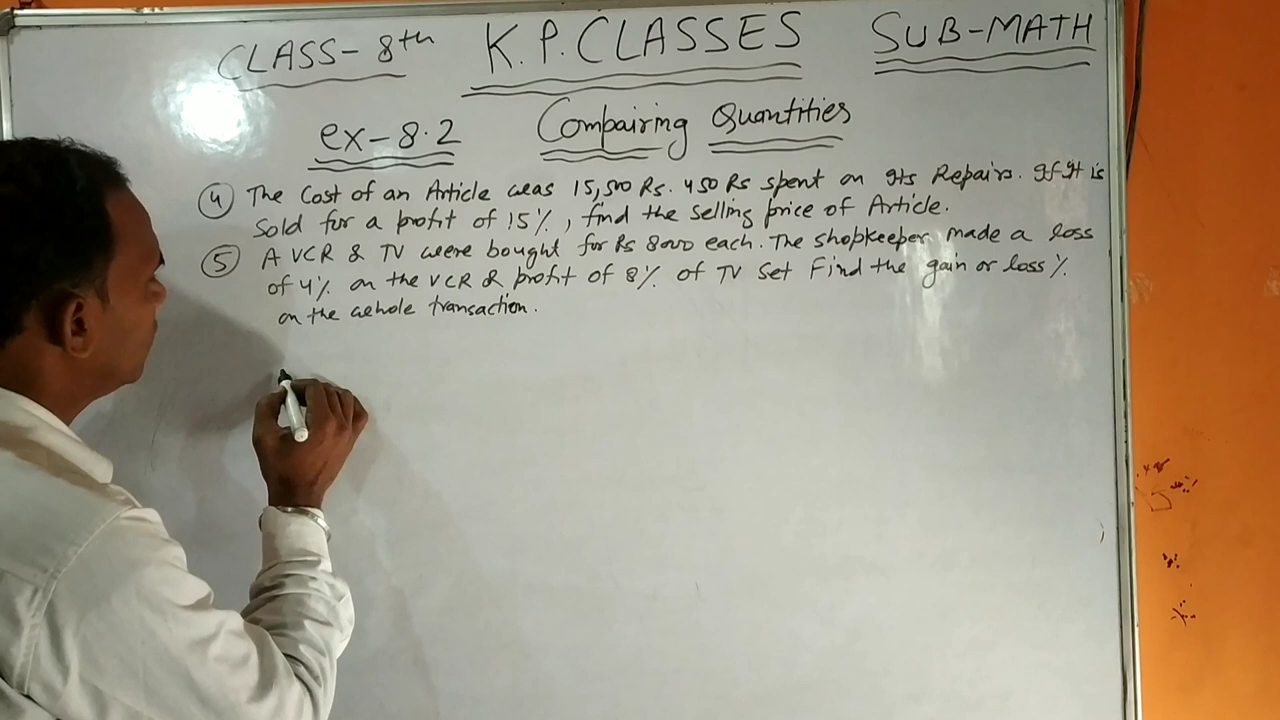 CLASS-8th K.P.CLASSES SUB-MATH
ex-8.2 Compairing Quantities
④ The Cost of an Article was 15,500 Rs. 450 Rs spent on Its Repairs. If It is
Sold for a profit of 15%, find the selling price of Article.
⑤ A VCR & TV were bought for Rs 8000 each. The shopkeeper made a loss
of 4% on the VCR & profit of 8% of TV Set Find the gain or loss %
on the whole transaction.